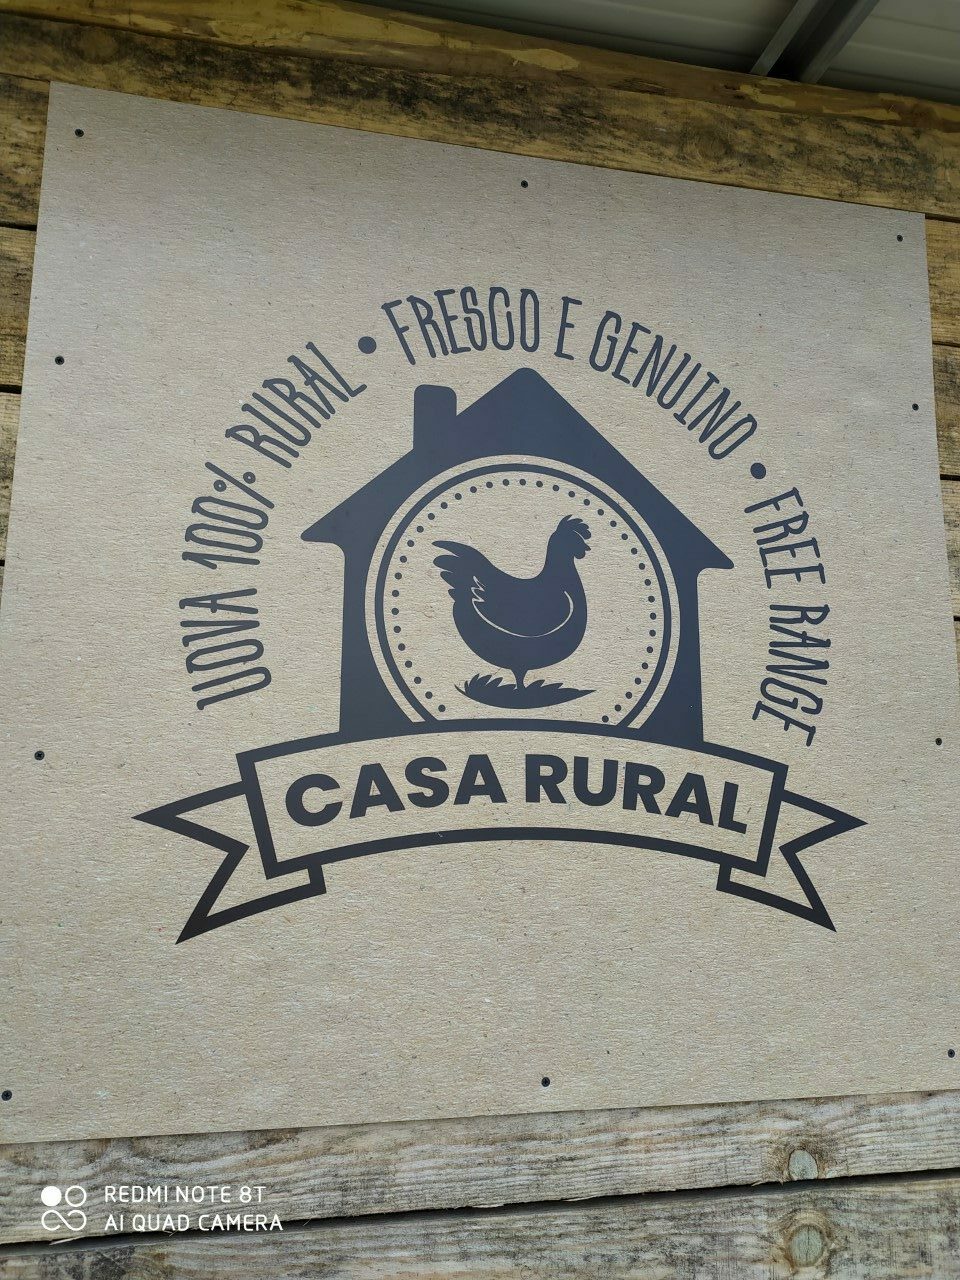 UOVA 100% RURAL • FRESCO E GENUINO • FREE RANGE
CASA RURAL
REDMI NOTE 8T
AI QUAD CAMERA